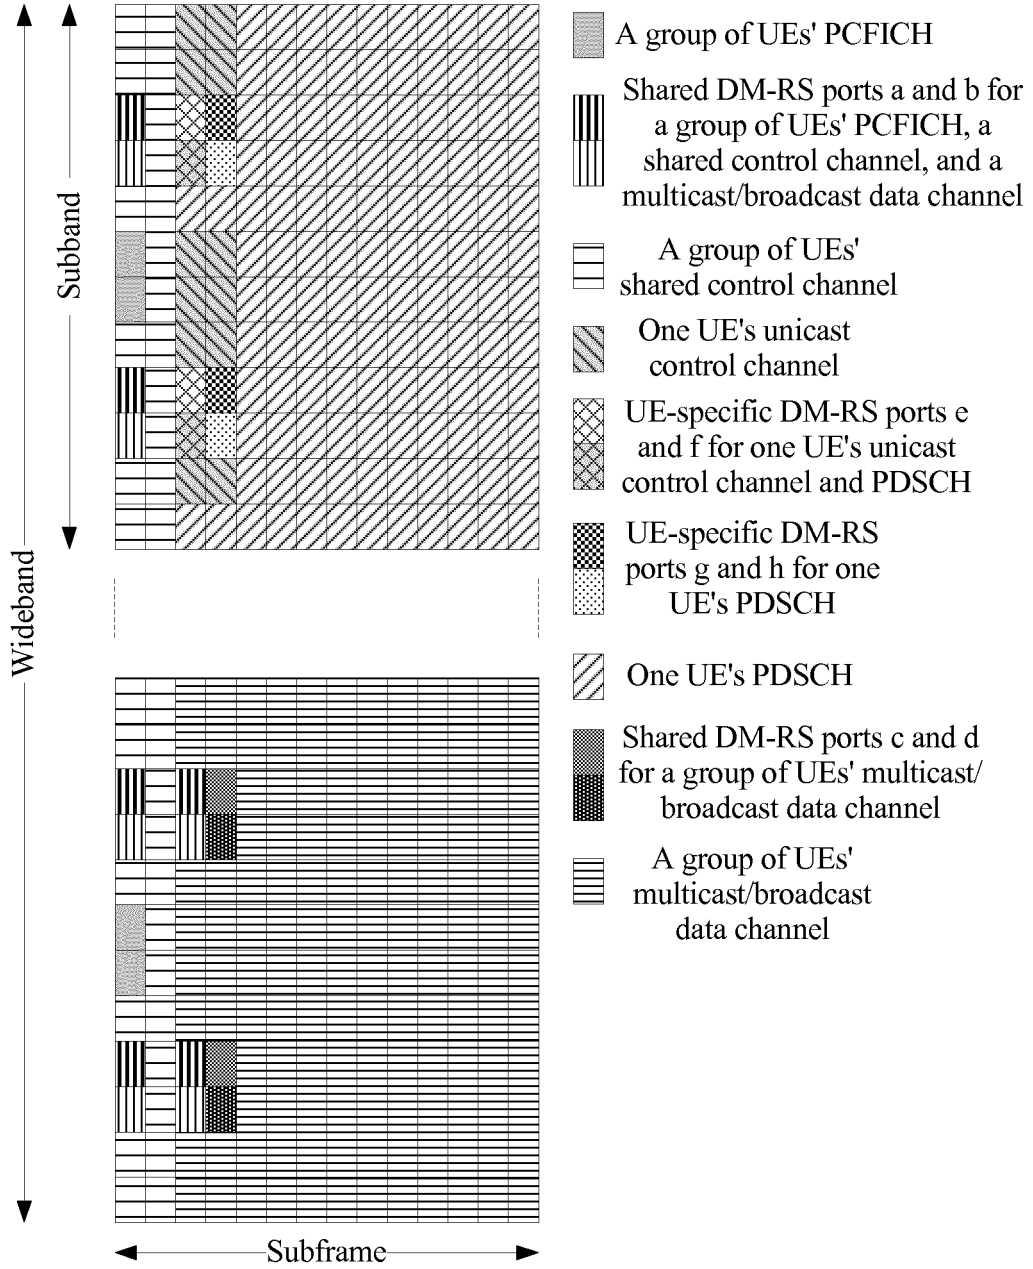 Wideband
Subband
Subframe
A group of UEs' PCFICH
Shared DM-RS ports a and b for
a group of UEs' PCFICH, a
shared control channel, and a
multicast/broadcast data channel
A group of UEs'
shared control channel
One UE's unicast
control channel
UE-specific DM-RS ports e
and f for one UE's unicast
control channel and PDSCH
UE-specific DM-RS
ports g and h for one
UE's PDSCH
One UE's PDSCH
Shared DM-RS ports c and d
for a group of UEs' multicast/
broadcast data channel
A group of UEs'
multicast/broadcast
data channel